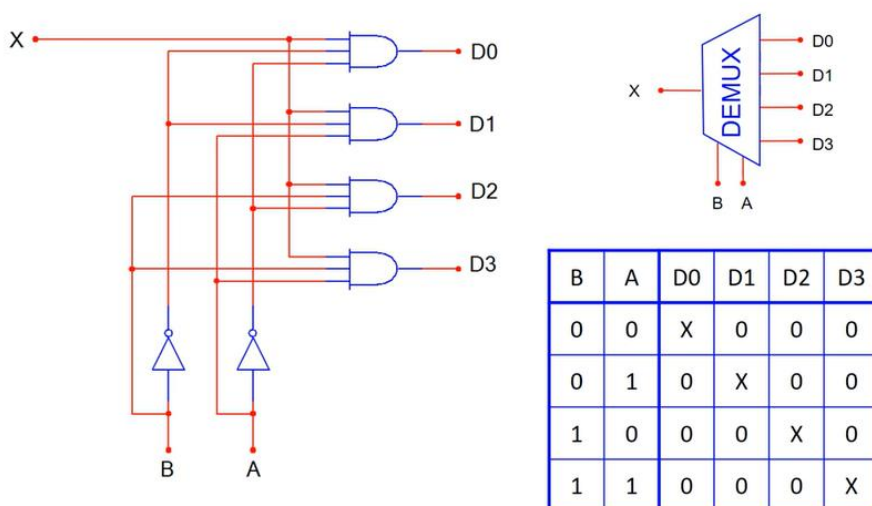 X
D0
D1
D2
D3
B A
X
DEMUX
D0
D1
D2
D3
B A
B A D0 D1 D2 D3
0 0 X 0 0 0
0 1 0 X 0 0
1 0 0 0 X 0
1 1 0 0 0 X